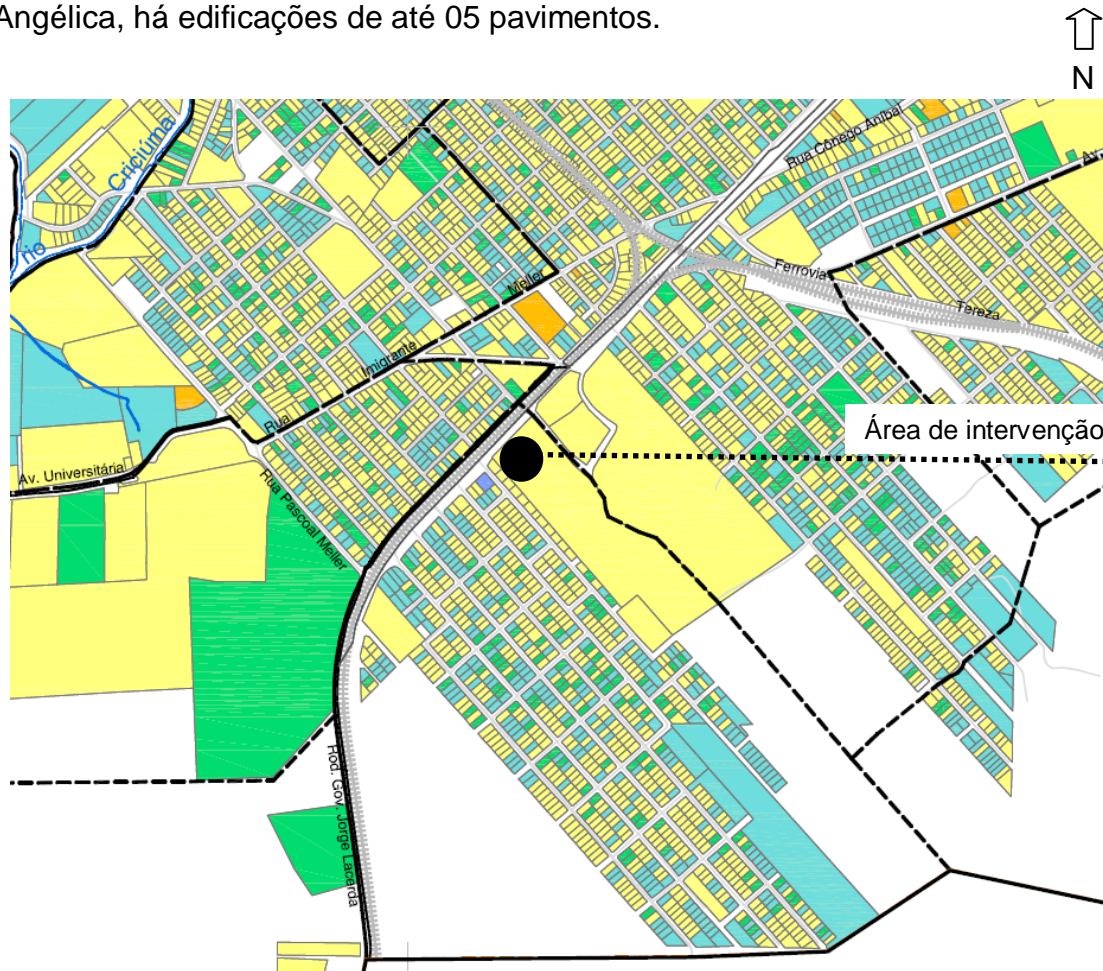 Angélica, há edificações de até 05 pavimentos.
N
Criciuma
rio
Rua Cônego Aníbal
Av.
Ferrovia
Tereza
Meller
Imigrante
Rua
Área de intervenção
Av. Universitária
Rua Pascoal Meller
Rod. Gov. Jorge Lacerda